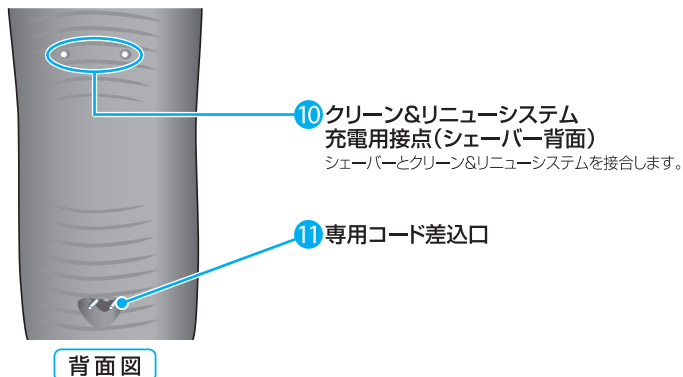 ⑩クリーン&リニューシステム
充電用接点(シェーバー背面)
シェーバーとクリーン&リニューシステムを接合します。
⑪専用コード差込口
背面図